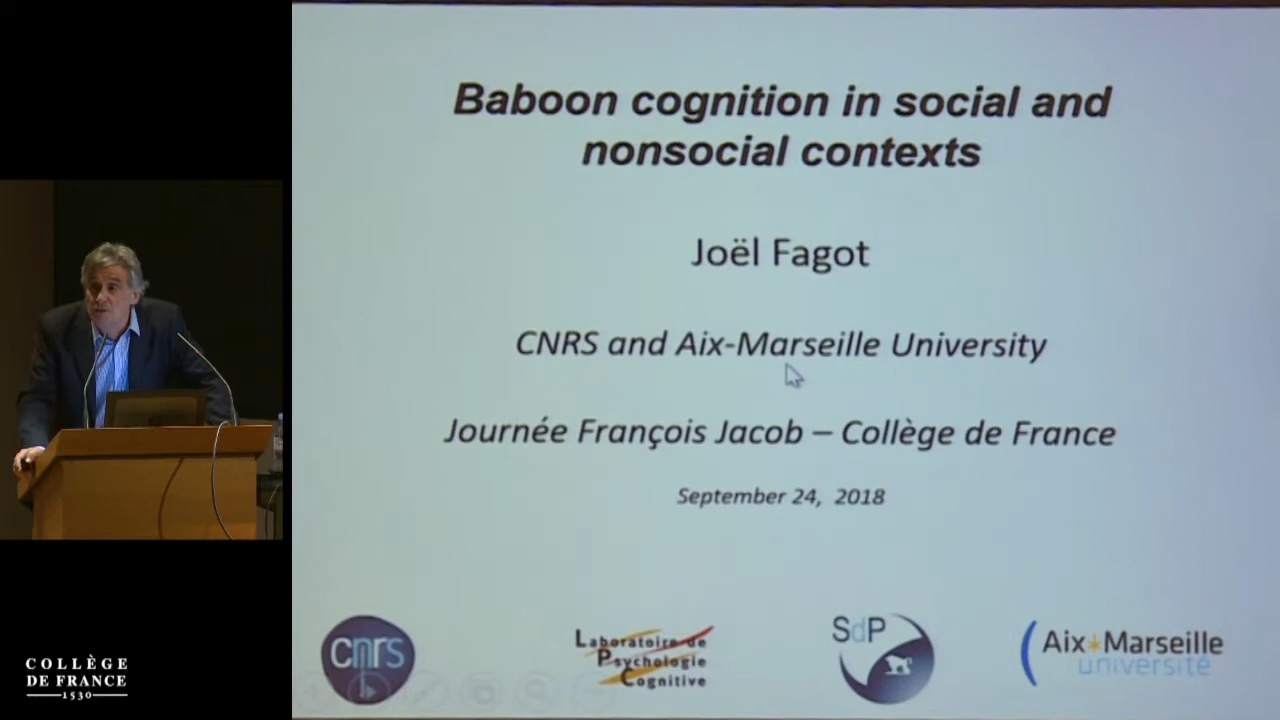 Baboon cognition in social and
nonsocial contexts
Joël Fagot
CNRS and Aix-Marseille University
Journée François Jacob – Collège de France
September 24, 2018
cnrs
Laboratoire de
Psychologie
Cognitive
SdP
Aix*Marseille
université
COLLÈGE
DE FRANCE
1530